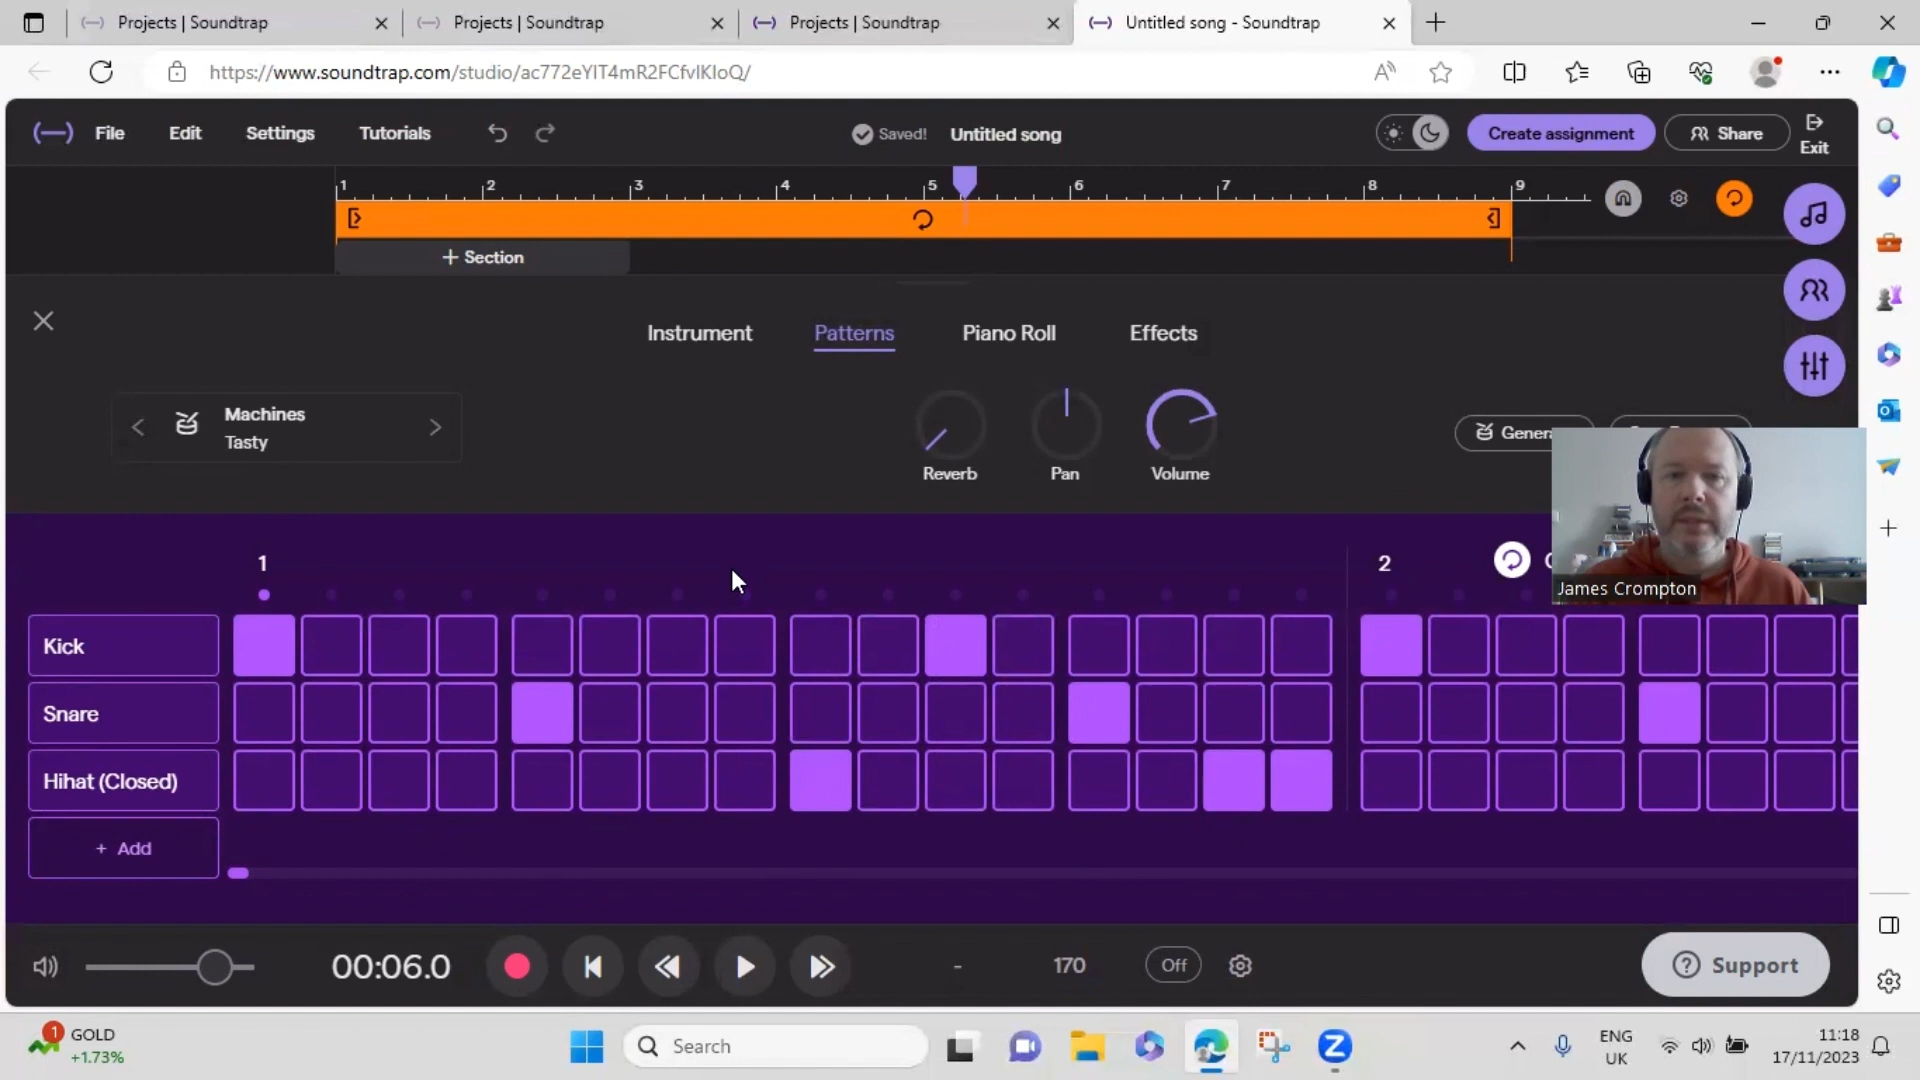 Projects | Soundtrap
Projects | Soundtrap
Projects | Soundtrap
Untitled song - Soundtrap
https://www.soundtrap.com/studio/ac772eYIT4mR2FCfvIKIoQ/
File
Edit
Settings
Tutorials
Saved!
Untitled song
Create assignment
Share
Exit
1
2
3
4
5
6
7
8
9
+ Section
Instrument
Patterns
Piano Roll
Effects
Machines
Tasty
Reverb
Pan
Volume
Genera
James Crompton
1
2
Kick
Snare
Hihat (Closed)
+ Add
00:06.0
-
170
Off
Support
1
GOLD
+1.73%
Search
ENG
UK
11:18
17/11/2023